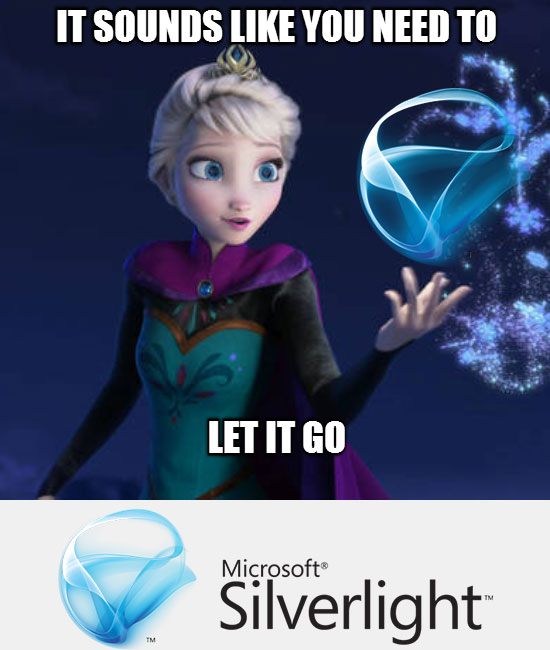 IT SOUNDS LIKE YOU NEED TO
LET IT GO
Microsoft®
Silverlight™
TM